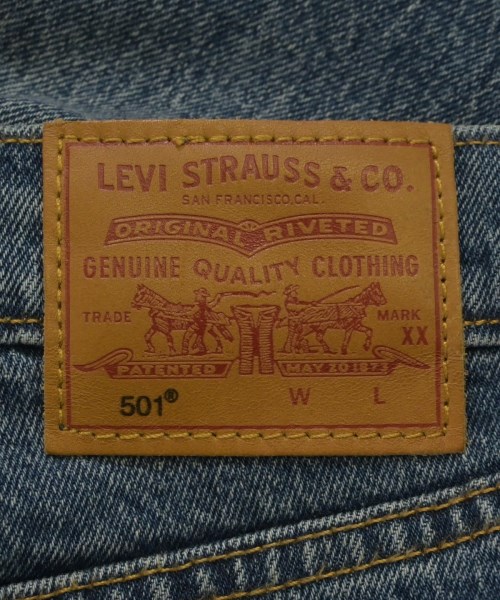 LEVI STRAUSS & CO.
SAN FRANCISCO, CAL.
ORIGINAL RIVETED
GENUINE QUALITY CLOTHING
TRADE MARK
XX
PATENTED MAY 20 1873
501® W L